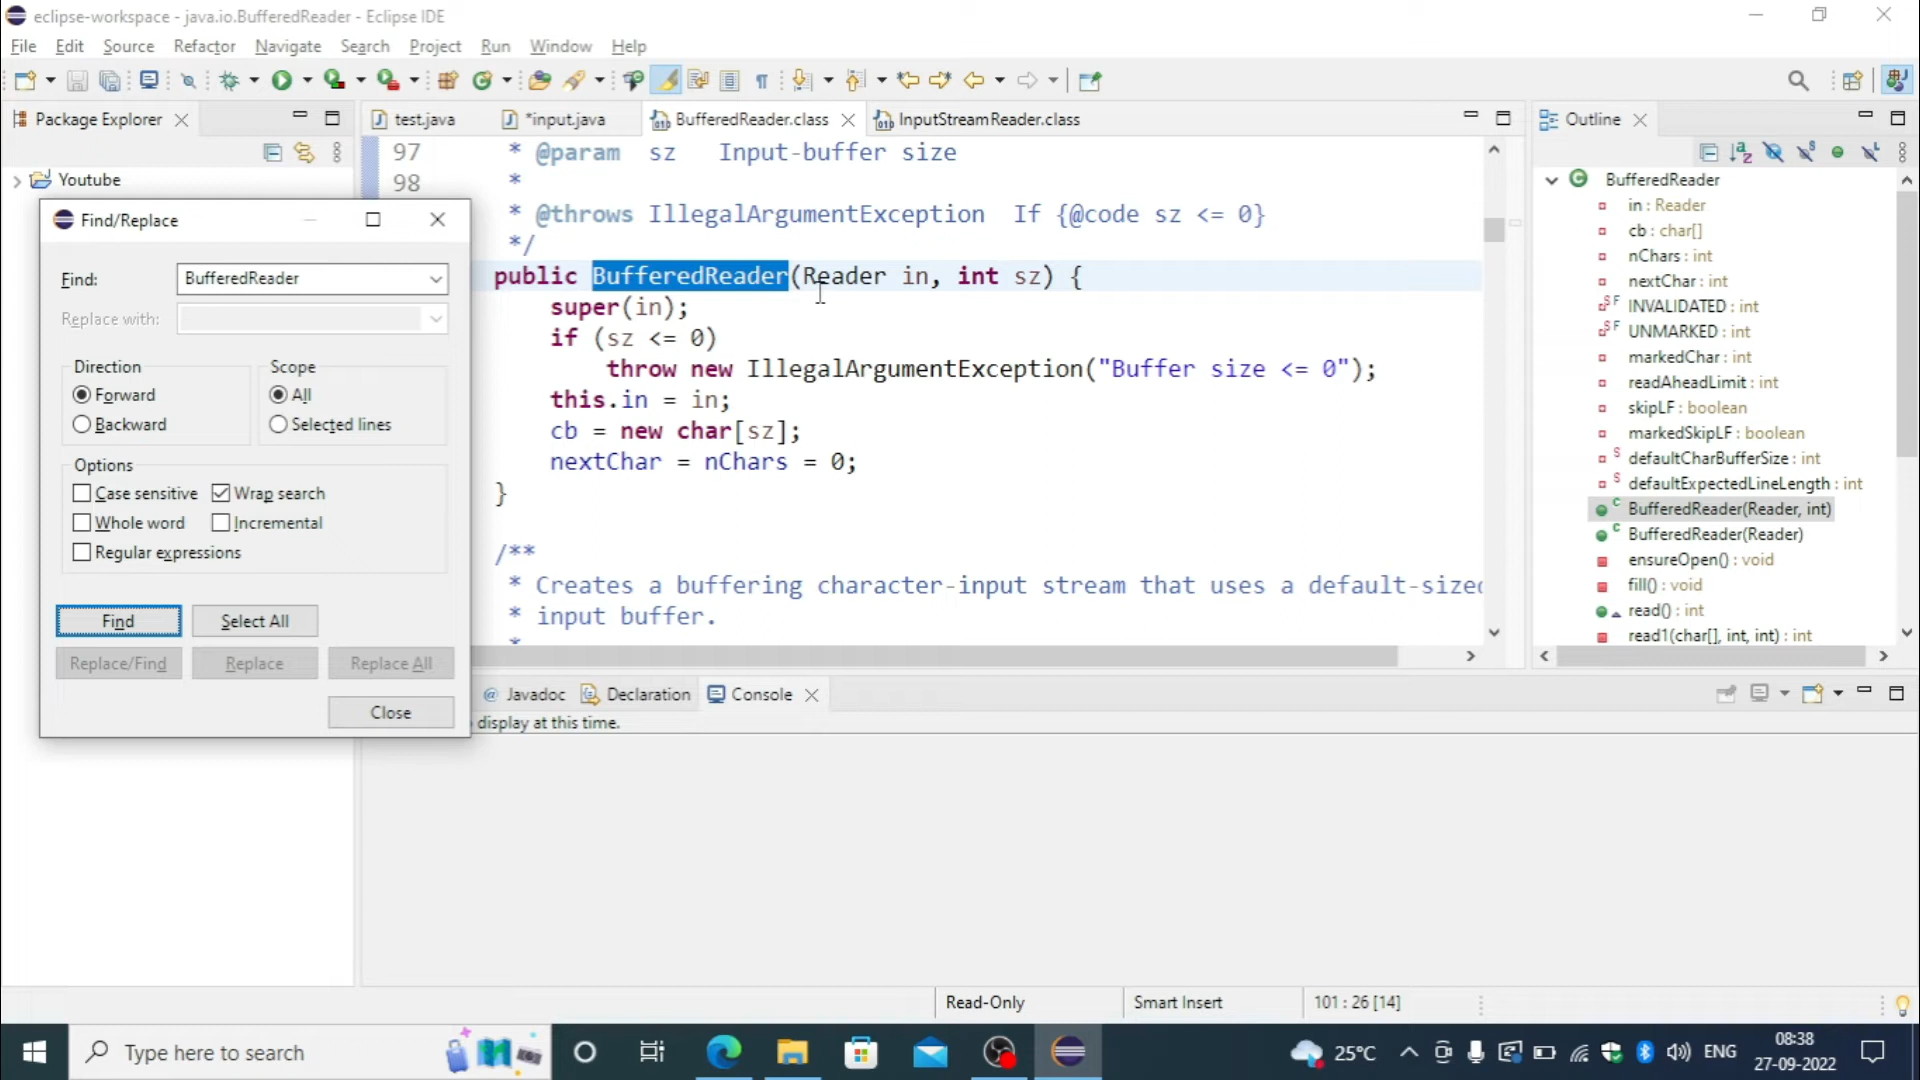 eclipse-workspace - java.io.BufferedReader - Eclipse IDE
File Edit Source Refactor Navigate Search Project Run Window Help
Package Explorer
test.java
*input.java
BufferedReader.class
InputStreamReader.class
Outline
Youtube
97 * @param sz Input-buffer size
98 *
* @throws IllegalArgumentException If {@code sz <= 0}
*/
public BufferedReader(Reader in, int sz) {
super(in);
if (sz <= 0)
throw new IllegalArgumentException("Buffer size <= 0");
this.in = in;
cb = new char[sz];
nextChar = nChars = 0;
}
/**
* Creates a buffering character-input stream that uses a default-sized
* input buffer.
*
Find/Replace
Find: BufferedReader
Replace with:
Direction
Forward
Backward
Scope
All
Selected lines
Options
Case sensitive Wrap search
Whole word Incremental
Regular expressions
Find Select All
Replace/Find Replace Replace All
Close
BufferedReader
in : Reader
cb : char[]
nChars : int
nextChar : int
INVALIDATED : int
UNMARKED : int
markedChar : int
readAheadLimit : int
skipLF : boolean
markedSkipLF : boolean
defaultCharBufferSize : int
defaultExpectedLineLength : int
BufferedReader(Reader, int)
BufferedReader(Reader)
ensureOpen() : void
fill() : void
read() : int
read1(char[], int, int) : int
@ Javadoc Declaration Console
display at this time.
Read-Only Smart Insert 101 : 26 [14]
Type here to search
25°C
ENG
08:38
27-09-2022